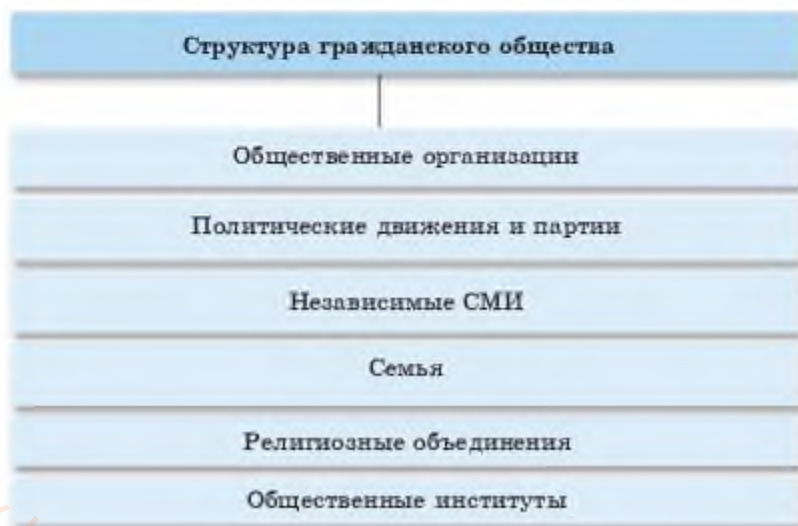 Структура гражданского общества
Общественные организации
Политические движения и партии
Независимые СМИ
Семья
Религиозные объединения
Общественные институты